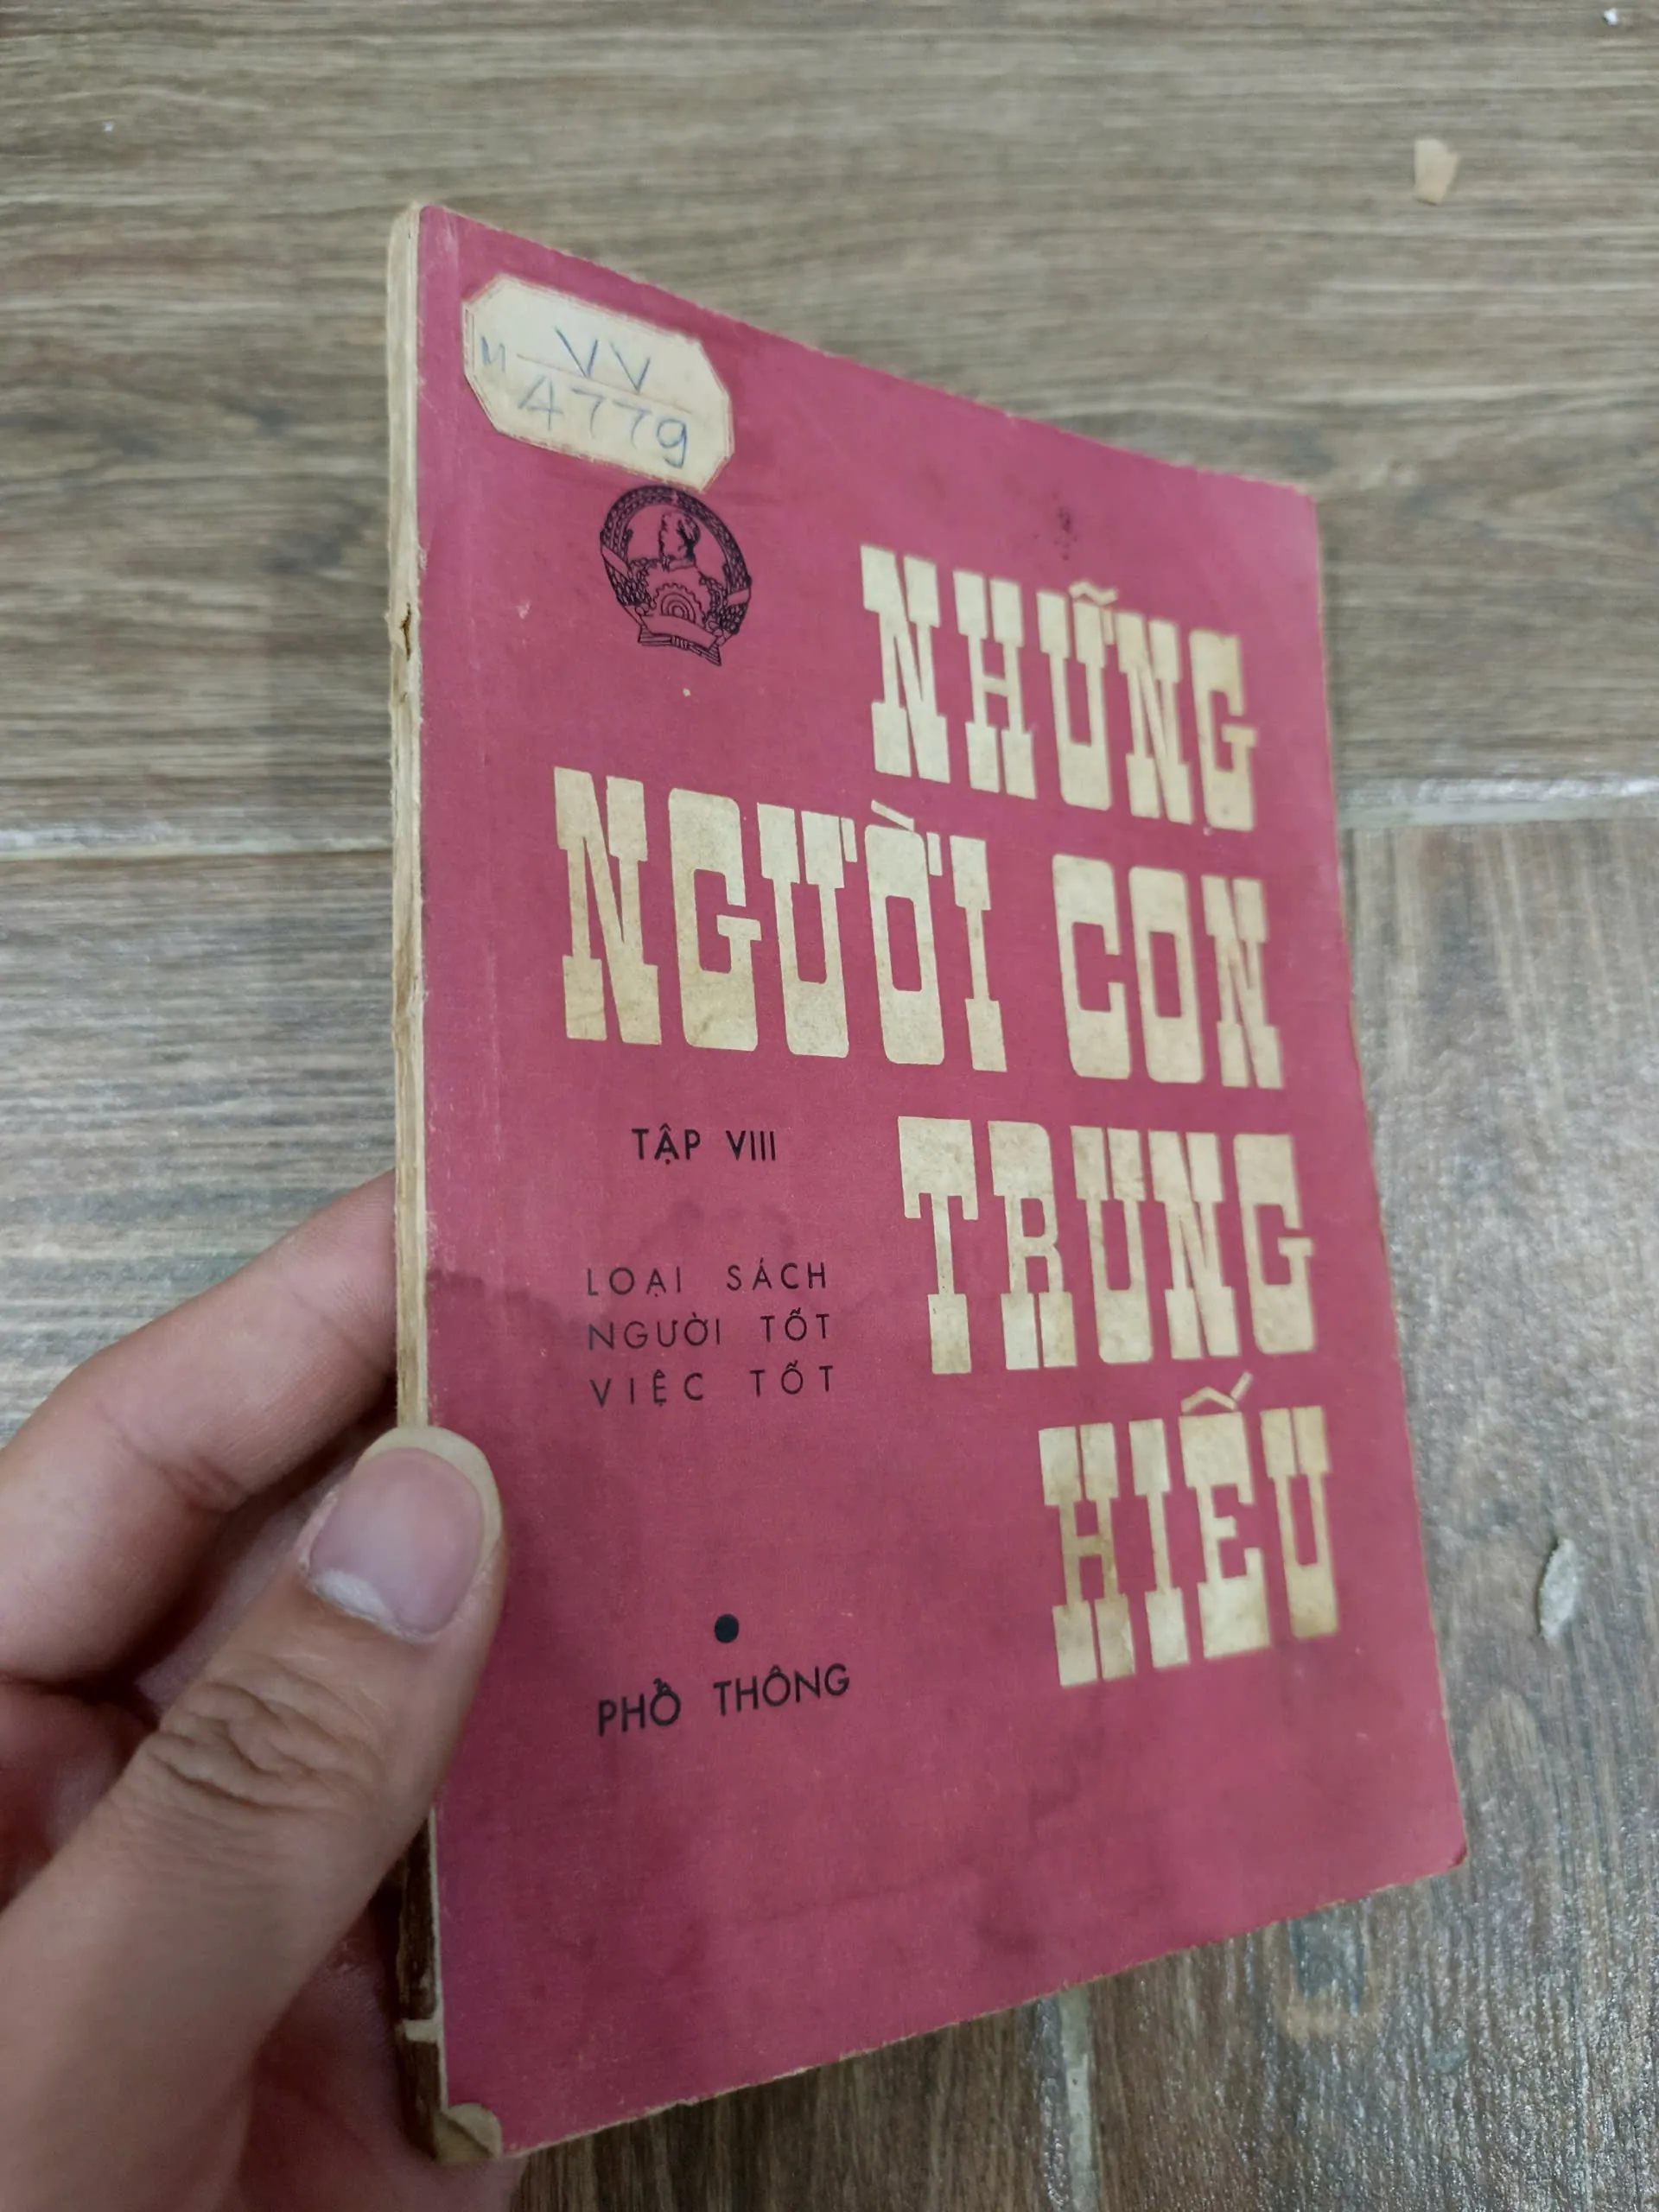 VV
M
4779
NHỮNG
NGƯỜI CON
TRUNG
HIẾU
TẬP VIII
LOẠI SÁCH
NGƯỜI TỐT
VIỆC TỐT
PHỔ THÔNG